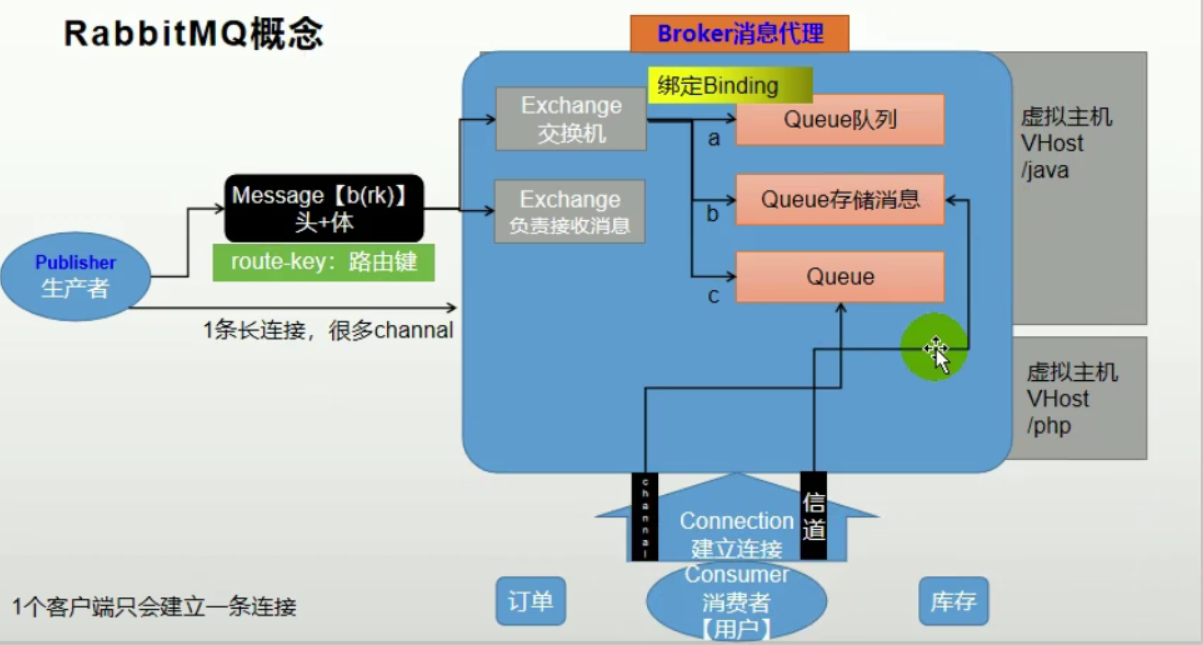 RabbitMQ概念
Broker消息代理
绑定Binding
Exchange
交换机
a
Queue队列
虚拟主机
VHost
/java
Message【b(rk)】
头+体
Exchange
负责接收消息
b
Queue存储消息
route-key：路由键
Publisher
生产者
c
Queue
1条长连接，很多channal
虚拟主机
VHost
/php
channal
信道
Connection
建立连接
Consumer
消费者
【用户】
订单
库存
1个客户端只会建立一条连接